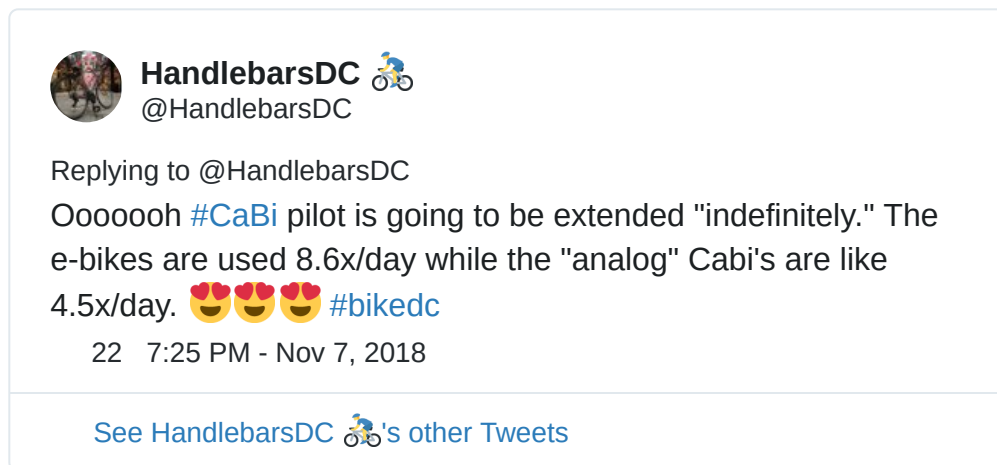 HandlebarsDC 🚴
@HandlebarsDC
Replying to @HandlebarsDC
Ooooooh #CaBi pilot is going to be extended "indefinitely." The
e-bikes are used 8.6x/day while the "analog" Cabi's are like
4.5x/day. 😍😍😍 #bikedc
22 7:25 PM - Nov 7, 2018
See HandlebarsDC 🚴's other Tweets